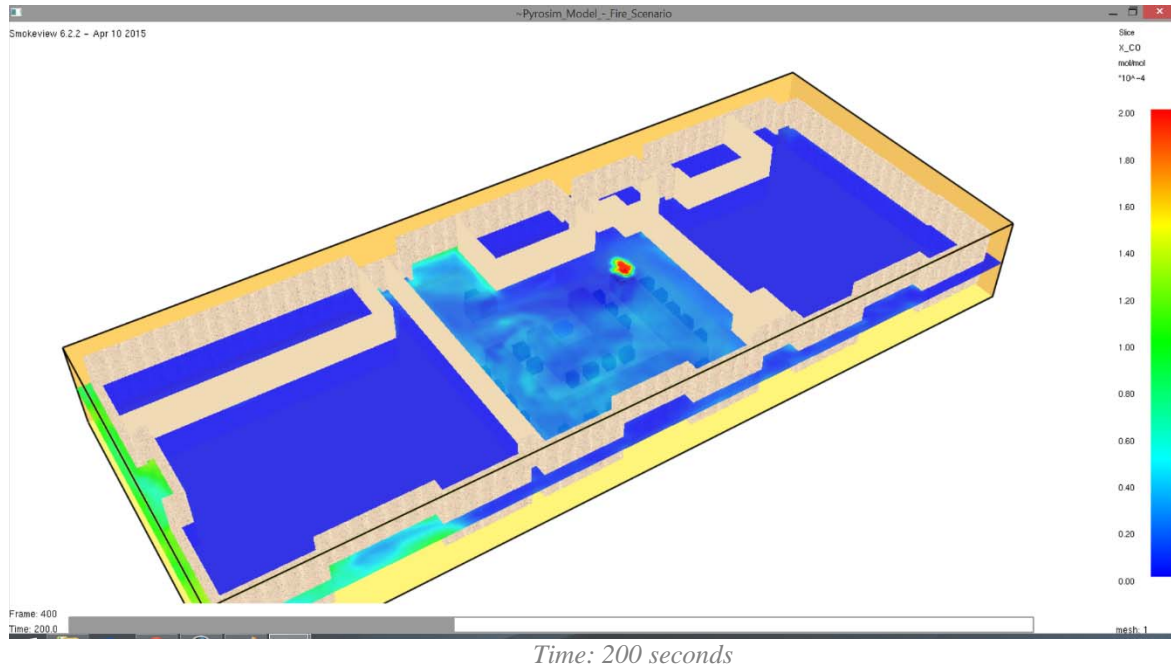 ~Pyrosim_Model_-_Fire_Scenario
Smokeview 6.2.2 - Apr 10 2015
Slice
X_CO
mol/mol
*10^-4
2.00
1.80
1.60
1.40
1.20
1.00
0.80
0.60
0.40
0.20
0.00
Frame: 400
Time: 200.0
mesh: 1
Time: 200 seconds